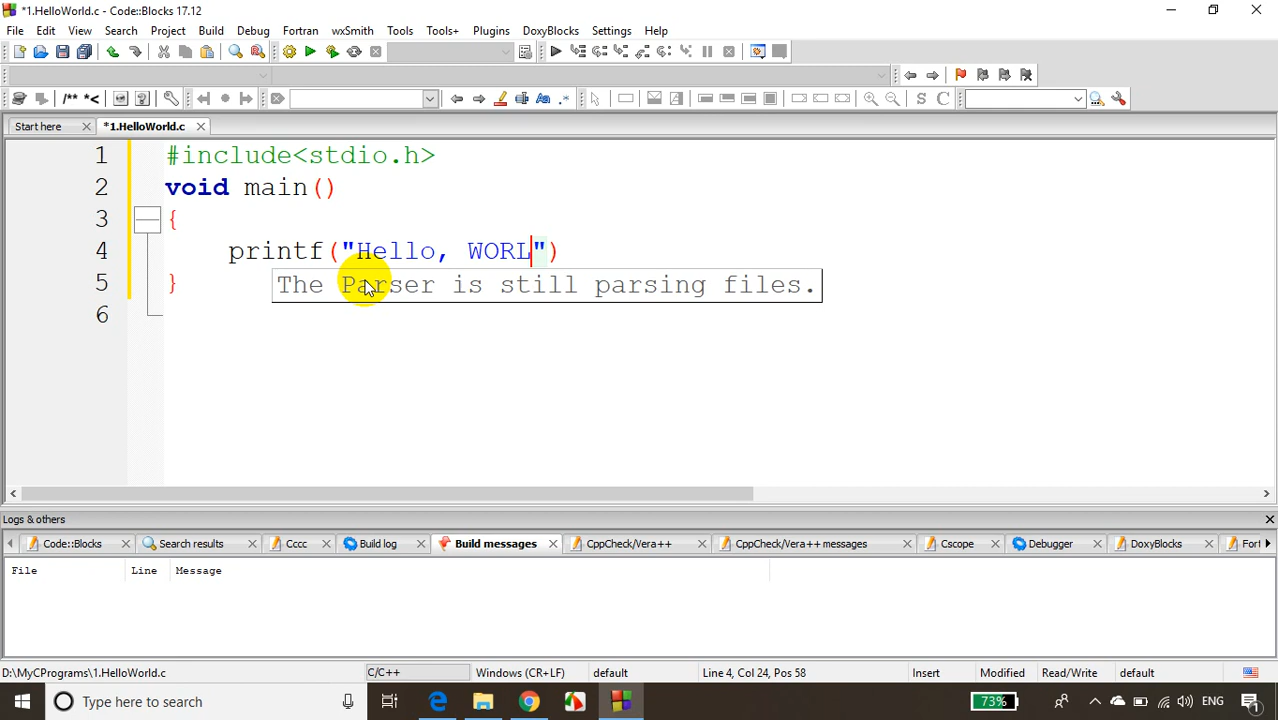 *1.HelloWorld.c - Code::Blocks 17.12
File Edit View Search Project Build Debug Fortran wxSmith Tools Tools+ Plugins DoxyBlocks Settings Help
/** *<
S C
Start here *1.HelloWorld.c
1 #include<stdio.h>
2 void main()
3 {
4 printf("Hello, WORL")
The Parser is still parsing files.
5 }
6
Logs & others
Code::Blocks Search results Cccc Build log Build messages CppCheck/Vera++ CppCheck/Vera++ messages Cscope Debugger DoxyBlocks Fort
File Line Message
D:\MyCPrograms\1.HelloWorld.c C/C++ Windows (CR+LF) default Line 4, Col 24, Pos 58 Insert Modified Read/Write default
Type here to search 73% ENG